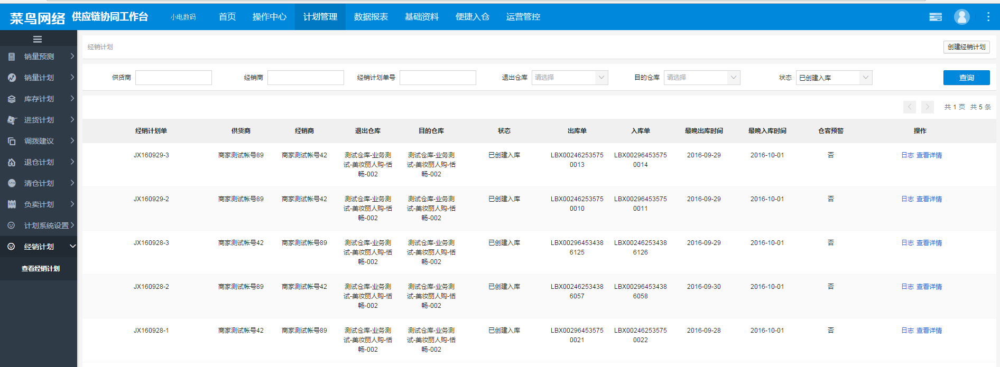 菜鸟网络 供应链协同工作台 小电数码 首页 操作中心 计划管理 数据报表 基础资料 便捷入仓 运营管控
销量预测
销量计划
库存计划
进货计划
调拨建议
退仓计划
清仓计划
负卖计划
计划系统设置
经销计划
查看经销计划
经销计划 创建经销计划
供货商 经销商 经销计划单号 退出仓库 请选择 目的仓库 请选择 状态 已创建入库 查询
共 1 页 共 5 条
经销计划单 供货商 经销商 退出仓库 目的仓库 状态 出库单 入库单 最晚出库时间 最晚入库时间 仓容预警 操作
JX160929-3 商家测试帐号89 商家测试帐号42 测试仓库-业务测 测试仓库-业务测 已创建入库 LBX00246253575 LBX00296453575 2016-09-29 2016-10-01 否 日志 查看详情
试-美妆丽人购-恬 试-美妆丽人购-恬 0013 0014
畅-002 畅-002
JX160929-2 商家测试帐号89 商家测试帐号42 测试仓库-业务测 测试仓库-业务测 已创建入库 LBX00246253575 LBX00296453575 2016-09-29 2016-10-01 否 日志 查看详情
试-美妆丽人购-恬 试-美妆丽人购-恬 0010 0011
畅-002 畅-002
JX160928-3 商家测试帐号42 商家测试帐号89 测试仓库-业务测 测试仓库-业务测 已创建入库 LBX00296453438 LBX00246253438 2016-09-29 2016-10-01 否 日志 查看详情
试-美妆丽人购-恬 试-美妆丽人购-恬 6125 6126
畅-002 畅-002
JX160928-2 商家测试帐号89 商家测试帐号42 测试仓库-业务测 测试仓库-业务测 已创建入库 LBX00246253438 LBX00296453438 2016-09-30 2016-10-01 否 日志 查看详情
试-美妆丽人购-恬 试-美妆丽人购-恬 6057 6058
畅-002 畅-002
JX160928-1 商家测试帐号42 商家测试帐号89 测试仓库-业务测 测试仓库-业务测 已创建入库 LBX00296453575 LBX00246253575 2016-09-28 2016-10-01 否 日志 查看详情
试-美妆丽人购-恬 试-美妆丽人购-恬 0021 0022
畅-002 畅-002